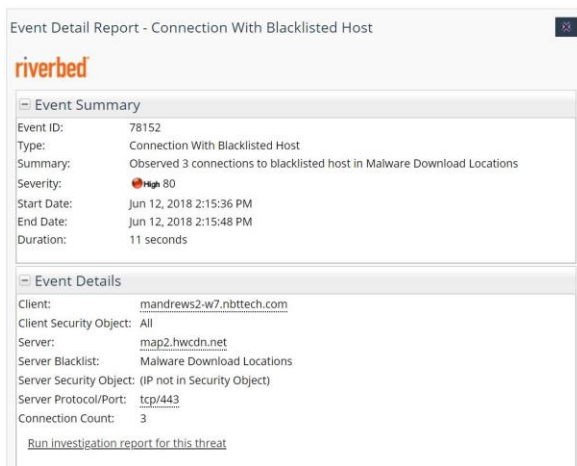 Event Detail Report - Connection With Blacklisted Host
riverbed
Event Summary
Event ID: 78152
Type: Connection With Blacklisted Host
Summary: Observed 3 connections to blacklisted host in Malware Download Locations
Severity: High 80
Start Date: Jun 12, 2018 2:15:36 PM
End Date: Jun 12, 2018 2:15:48 PM
Duration: 11 seconds
Event Details
Client: mandrews2-w7.nbttech.com
Client Security Object: All
Server: map2.hwcdn.net
Server Blacklist: Malware Download Locations
Server Security Object: (IP not in Security Object)
Server Protocol/Port: tcp/443
Connection Count: 3
Run investigation report for this threat